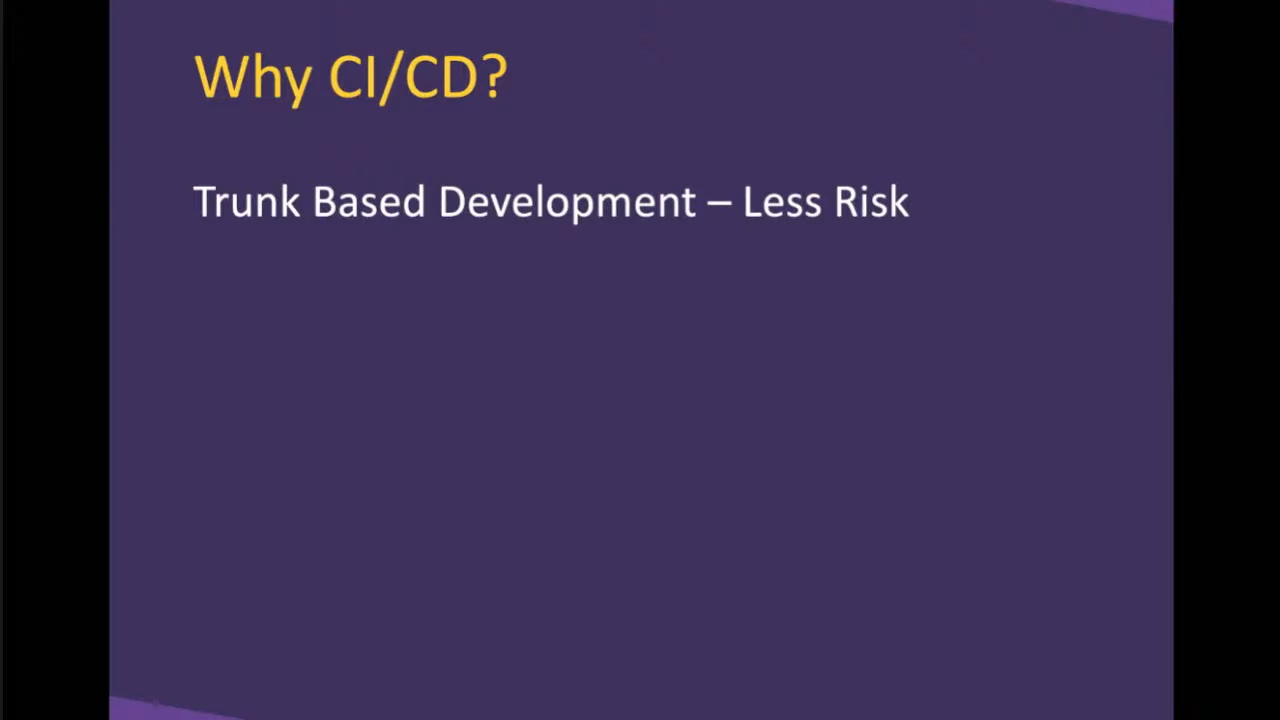 Why CI/CD?
Trunk Based Development – Less Risk